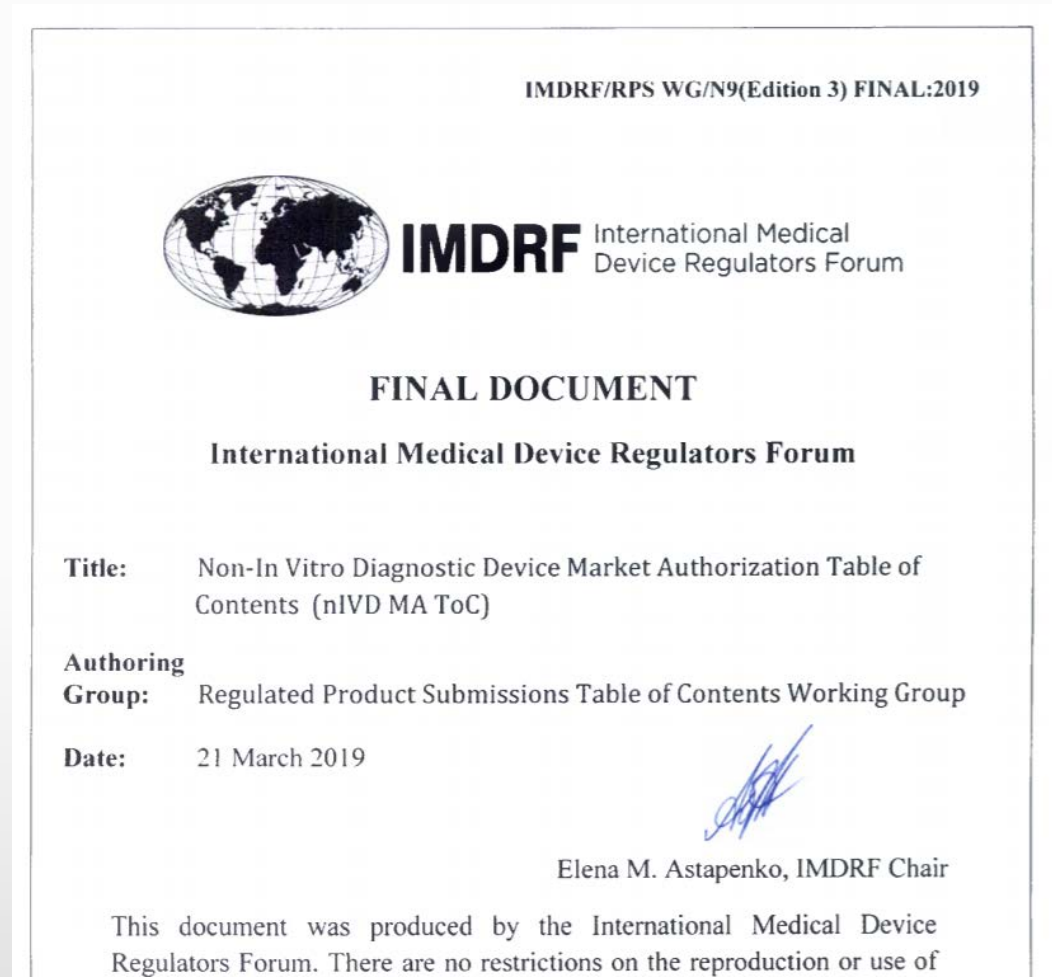 IMDRF/RPS WG/N9(Edition 3) FINAL:2019
IMDRF International Medical
Device Regulators Forum
FINAL DOCUMENT
International Medical Device Regulators Forum
Title: Non-In Vitro Diagnostic Device Market Authorization Table of
Contents (nIVD MA ToC)
Authoring
Group: Regulated Product Submissions Table of Contents Working Group
Date: 21 March 2019
Elena M. Astapenko, IMDRF Chair
This document was produced by the International Medical Device
Regulators Forum. There are no restrictions on the reproduction or use of